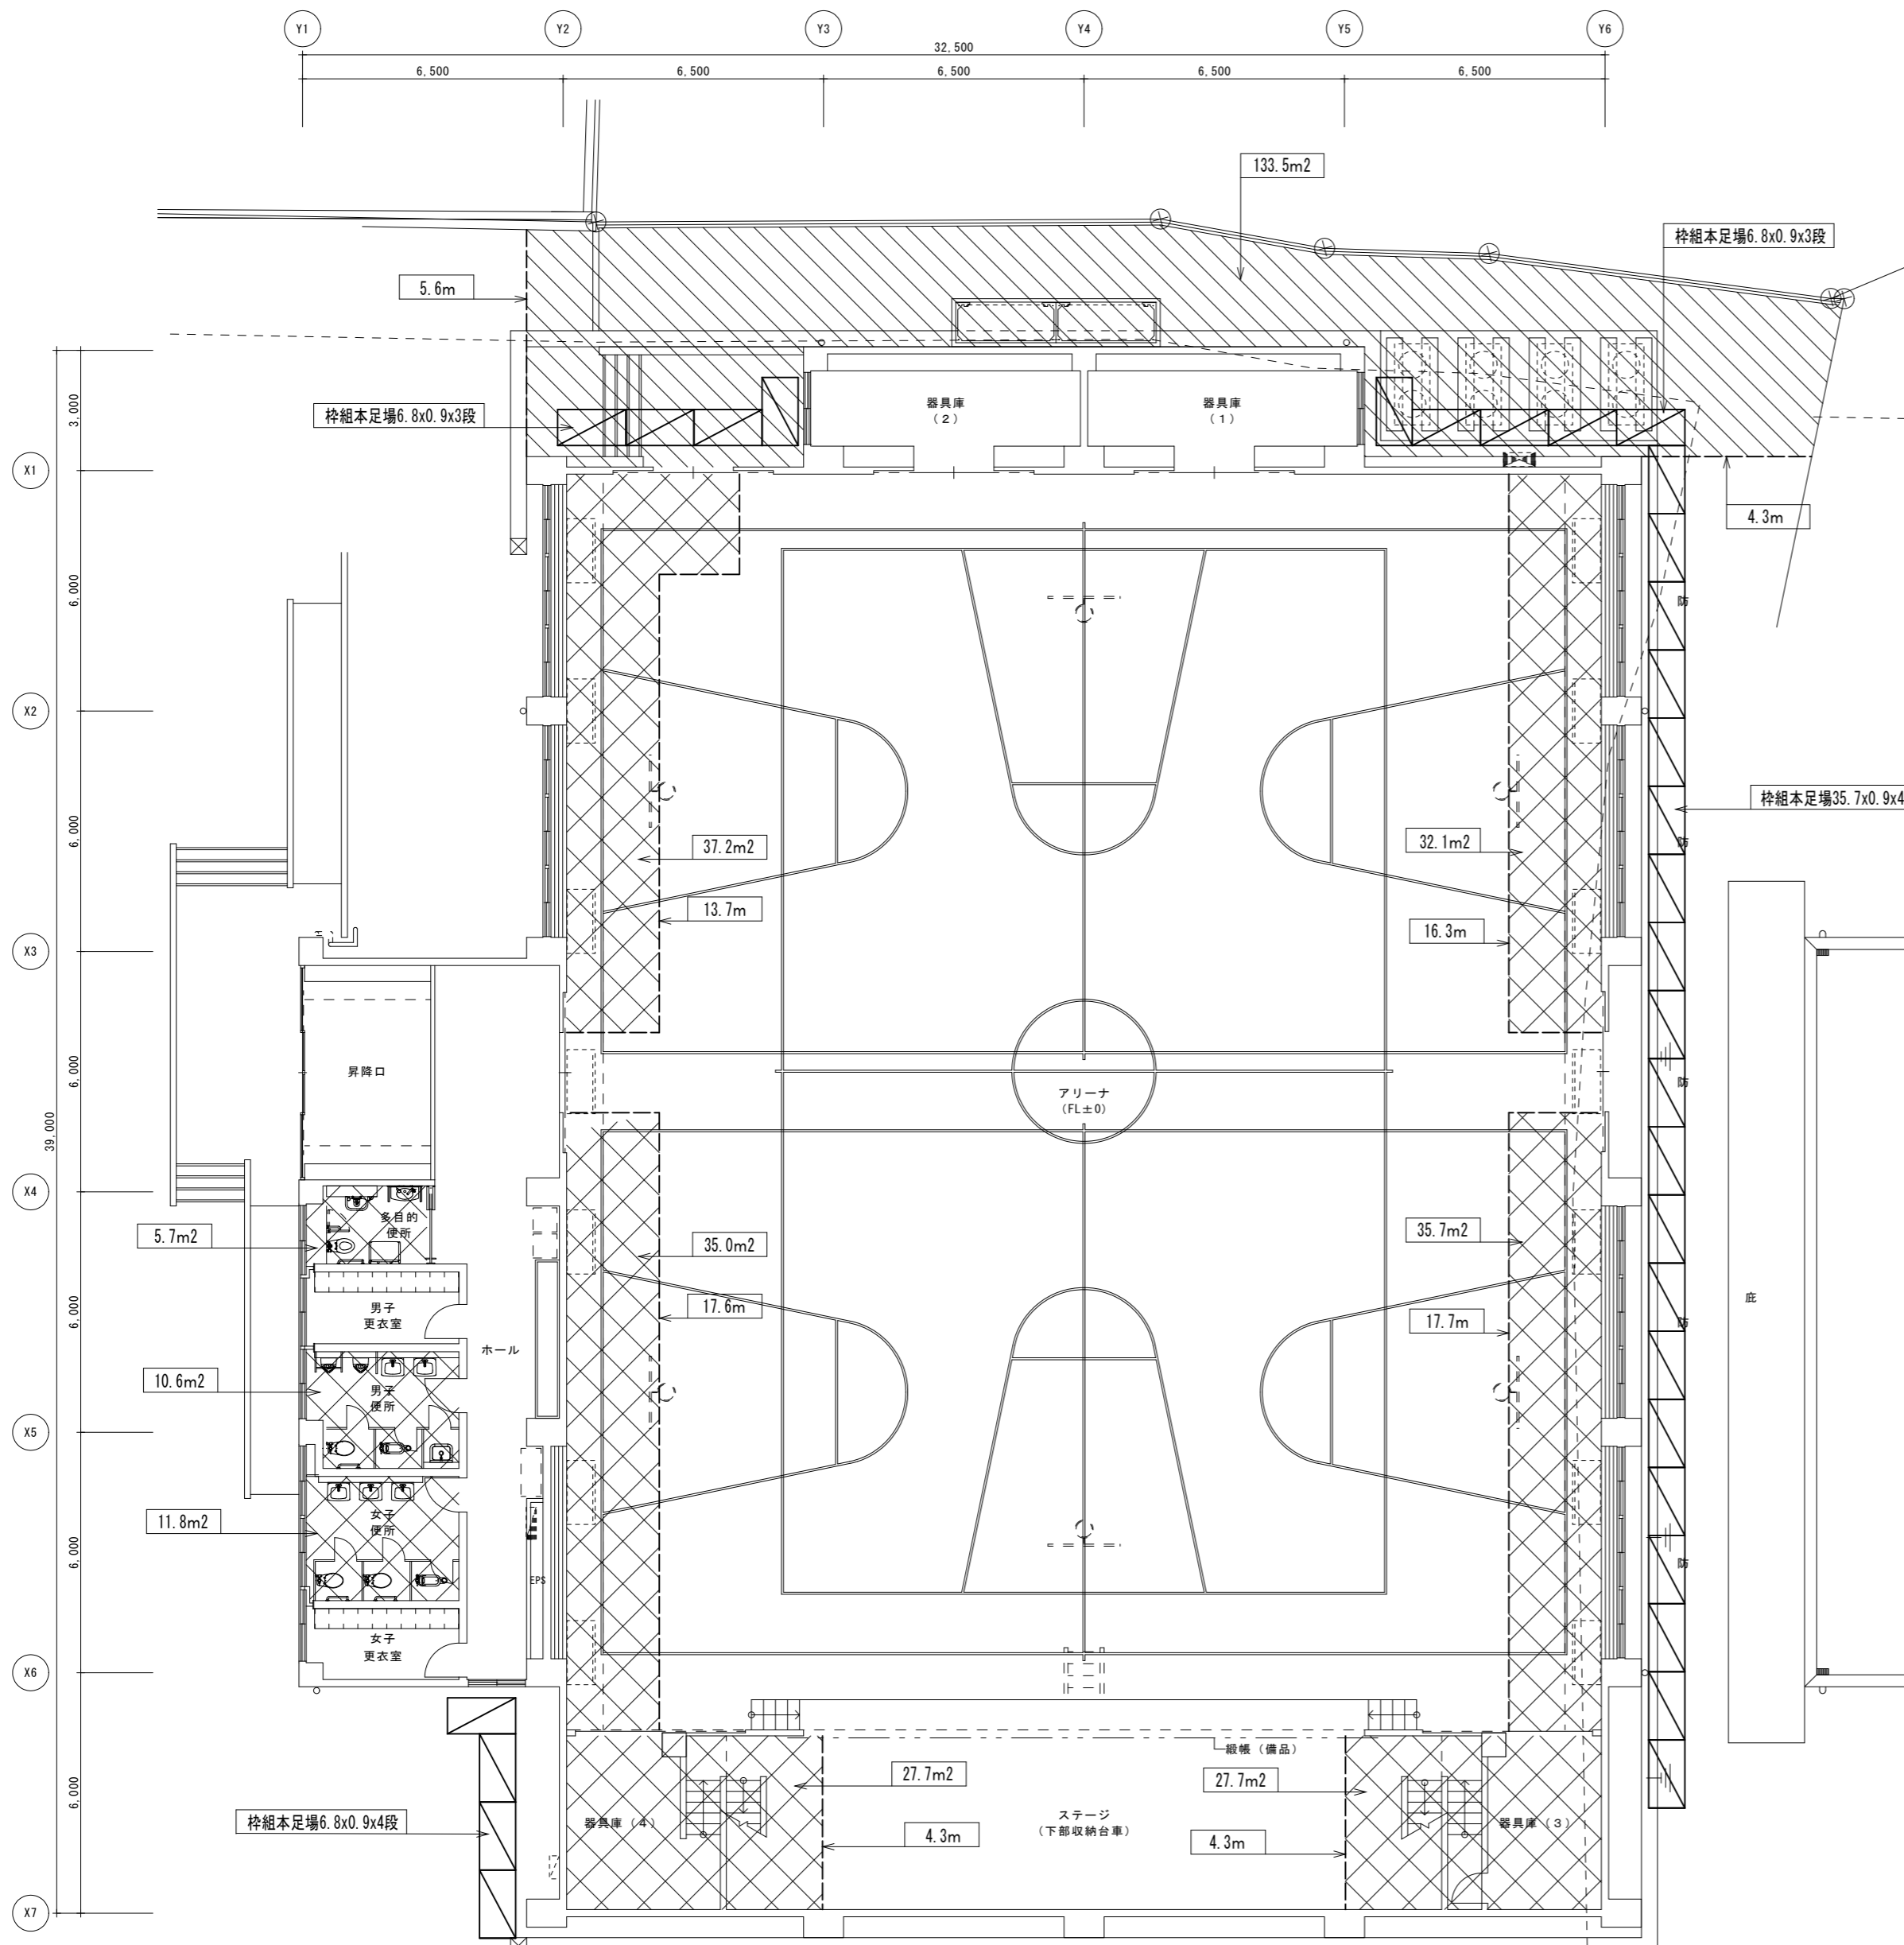 Y1
Y2
Y3
Y4
Y5
Y6
32,500
6,500
6,500
6,500
6,500
6,500
133.5m2
枠組本足場6.8x0.9x3段
5.6m
枠組本足場6.8x0.9x3段
器具庫
(2)
器具庫
(1)
3,000
X1
4.3m
6,000
防
X2
枠組本足場35.7x0.9x4
6,000
37.2m2
32.1m2
防
13.7m
16.3m
X3
昇降口
6,000
アリーナ
(FL±0)
防
39,000
X4
多目的
便所
5.7m2
35.0m2
35.7m2
庇
男子
更衣室
17.6m
17.7m
防
6,000
ホール
10.6m2
男子
便所
X5
女子
便所
11.8m2
6,000
EPS
防
女子
更衣室
X6
緞帳（備品）
27.7m2
27.7m2
6,000
枠組本足場6.8x0.9x4段
器具庫（4）
ステージ
（下部収納台車）
器具庫（3）
4.3m
4.3m
X7